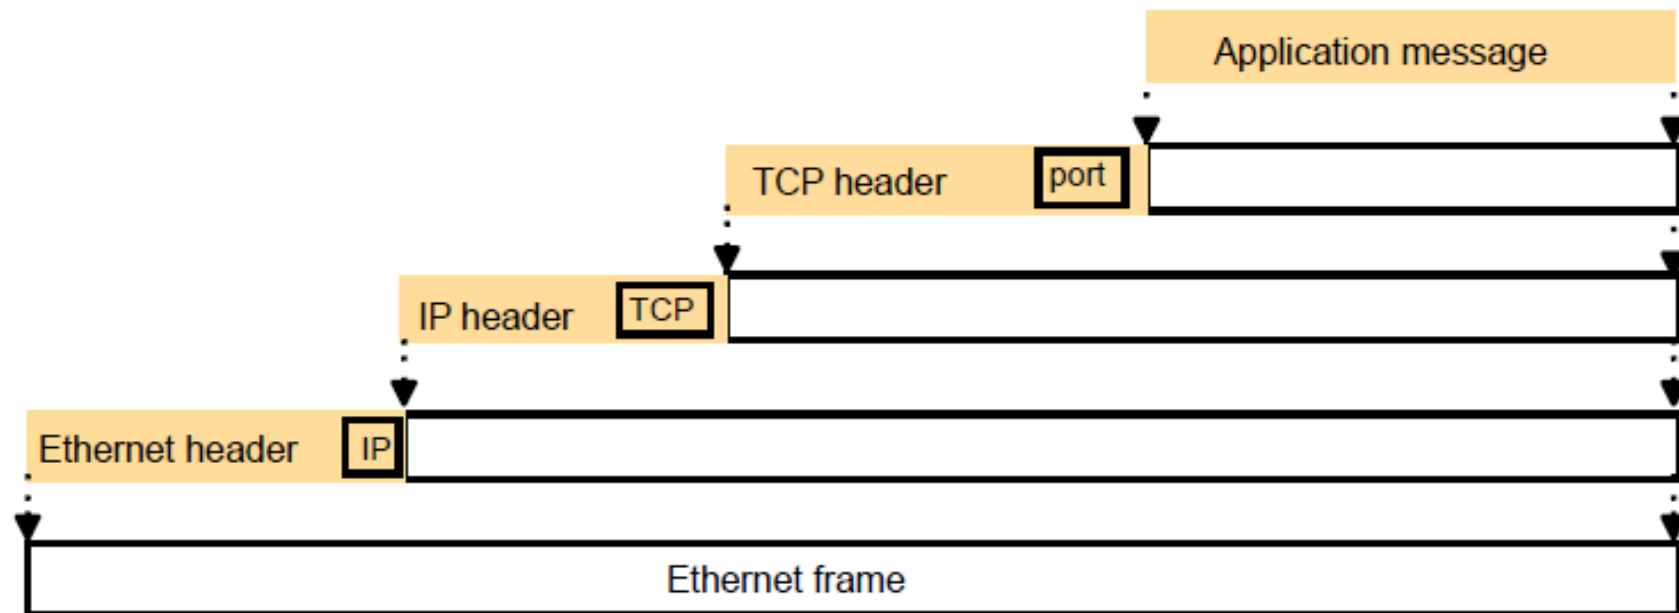 Application message
TCP header port
IP header TCP
Ethernet header IP
Ethernet frame